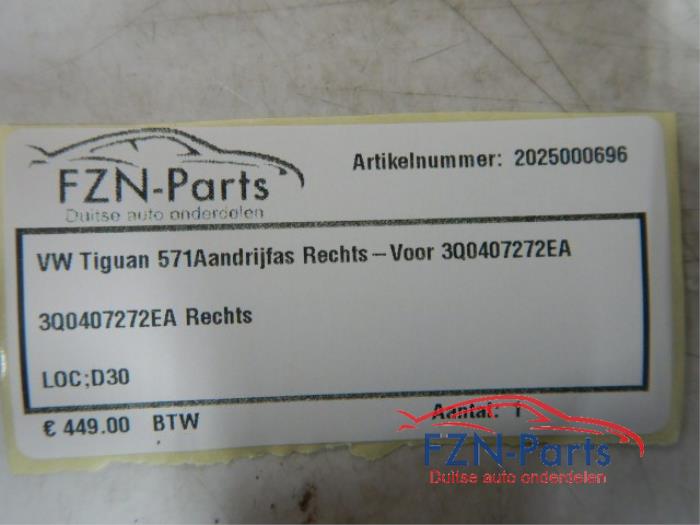 FZN-Parts
Duitse auto onderdelen
Artikelnummer: 2025000696
VW Tiguan 571Aandrijfas Rechts – Voor 3Q0407272EA
3Q0407272EA Rechts
LOC;D30
€ 449.00 BTW
Aantal: 1
FZN-Parts
Duitse auto onderdelen